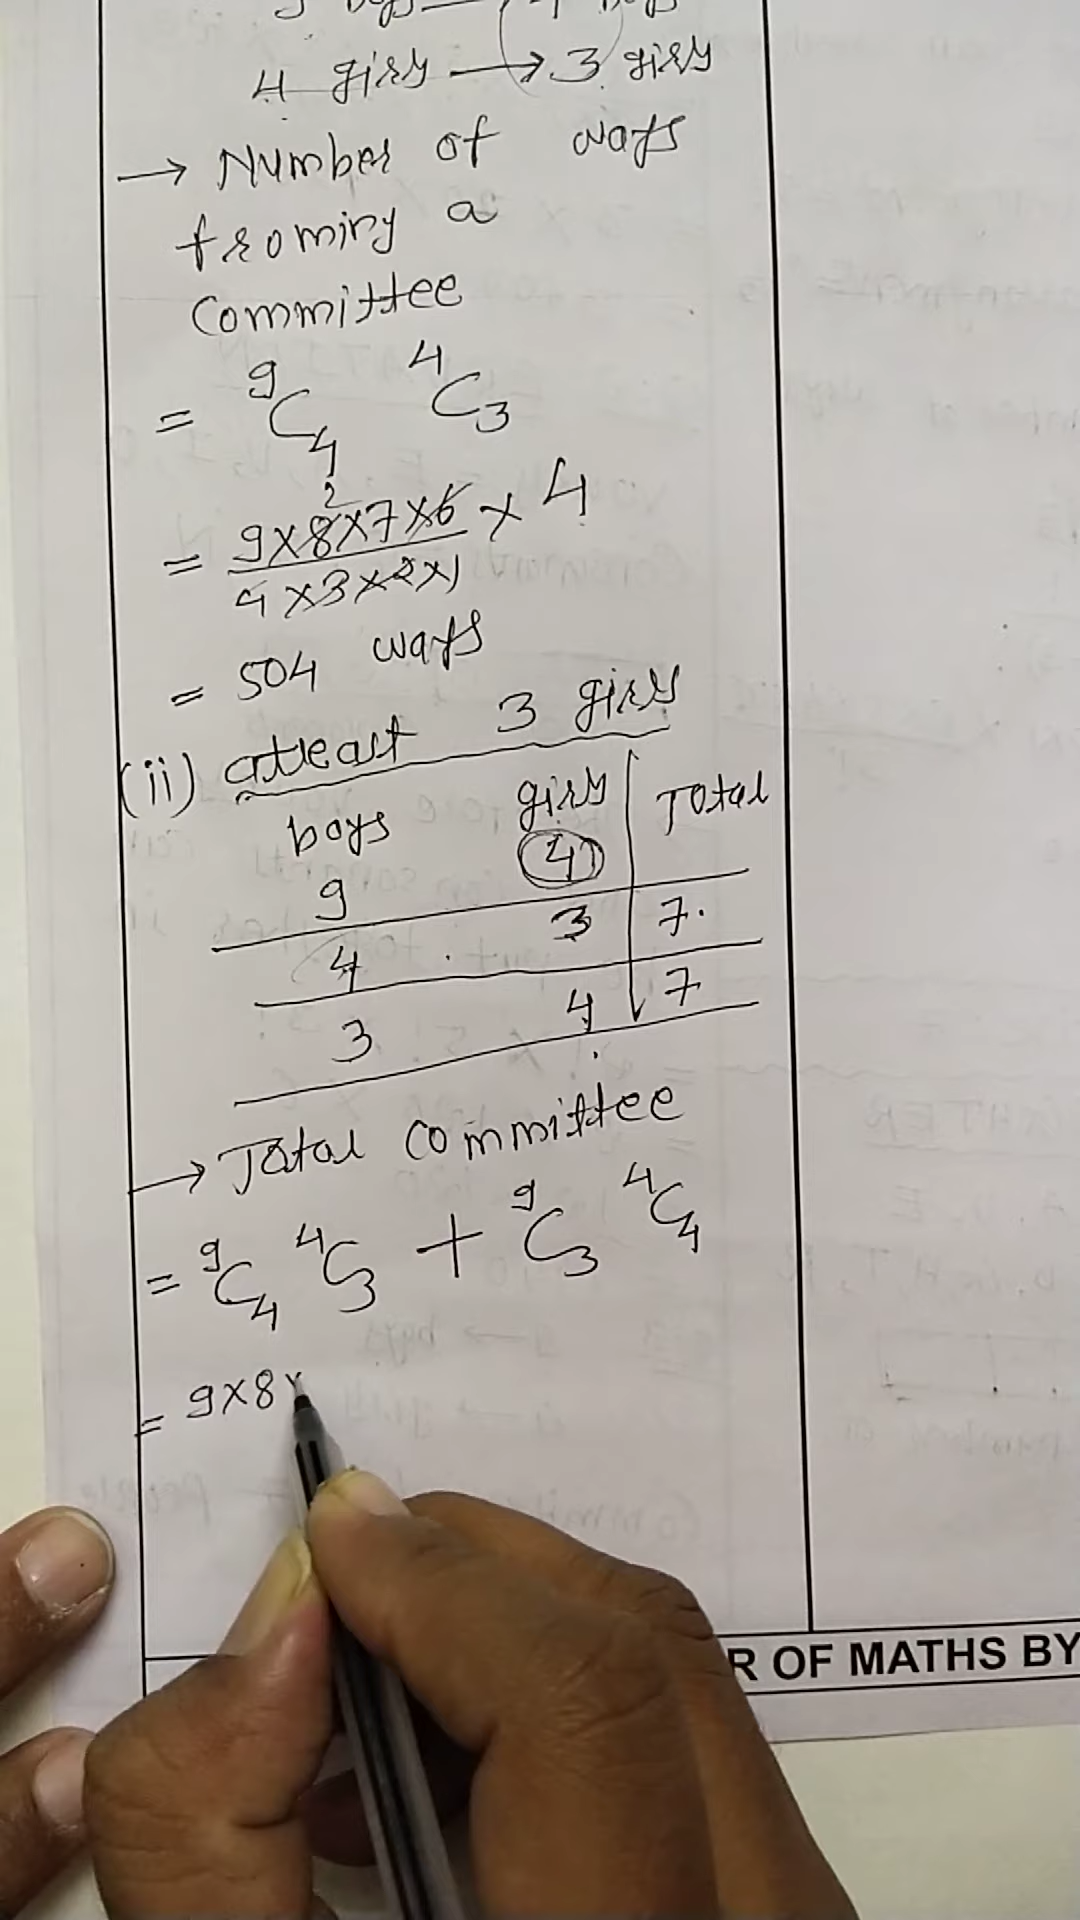 4 girls → 3 girls
→ Number of ways
froming a
committee
= ⁹C₄ ⁴C₃
= 9×8×7×6 × 4
2
4×3×2×1
= 504 ways
(ii) atleast 3 girls
boys girls Total
9 4
4 3 7.
3 4 7
→ Total committee
= ⁹C₄ ⁴C₃ + ⁹C₃ ⁴C₄
= 9×8×
R OF MATHS BY